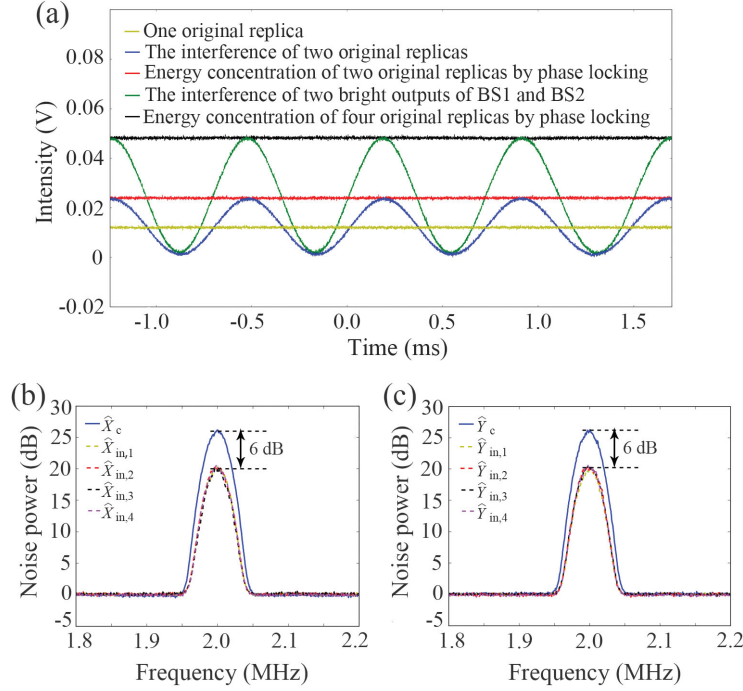 (a)
0.08
0.06
0.04
0.02
0
-0.02
Intensity (V)
One original replica
The interference of two original replicas
Energy concentration of two original replicas by phase locking
The interference of two bright outputs of BS1 and BS2
Energy concentration of four original replicas by phase locking
-1.0 -0.5 0.0 0.5 1.0 1.5
Time (ms)
(b)
30
25
20
15
10
5
0
-5
Noise power (dB)
X̂ c
X̂ in,1
X̂ in,2
X̂ in,3
X̂ in,4
6 dB
1.8 1.9 2.0 2.1 2.2
Frequency (MHz)
(c)
30
25
20
15
10
5
0
-5
Noise power (dB)
Ŷ c
Ŷ in,1
Ŷ in,2
Ŷ in,3
Ŷ in,4
6 dB
1.8 1.9 2.0 2.1 2.2
Frequency (MHz)